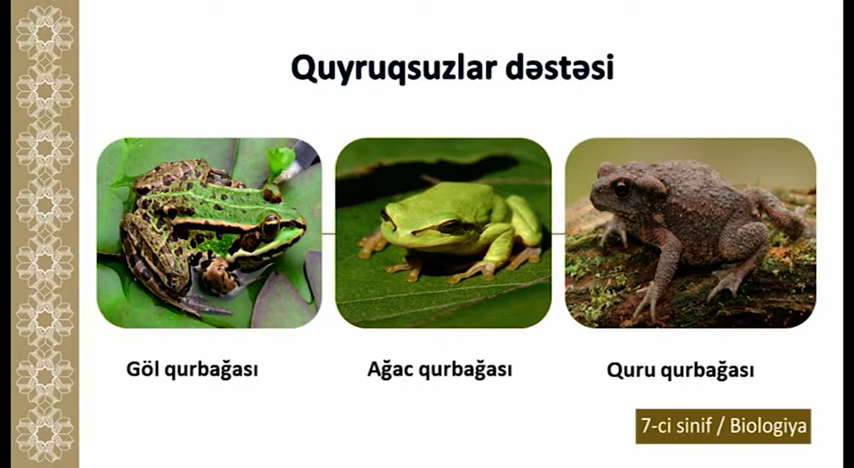 Quyruqsuzlar dəstəsi
Göl qurbağası
Ağac qurbağası
Quru qurbağası
7-ci sinif / Biologiya